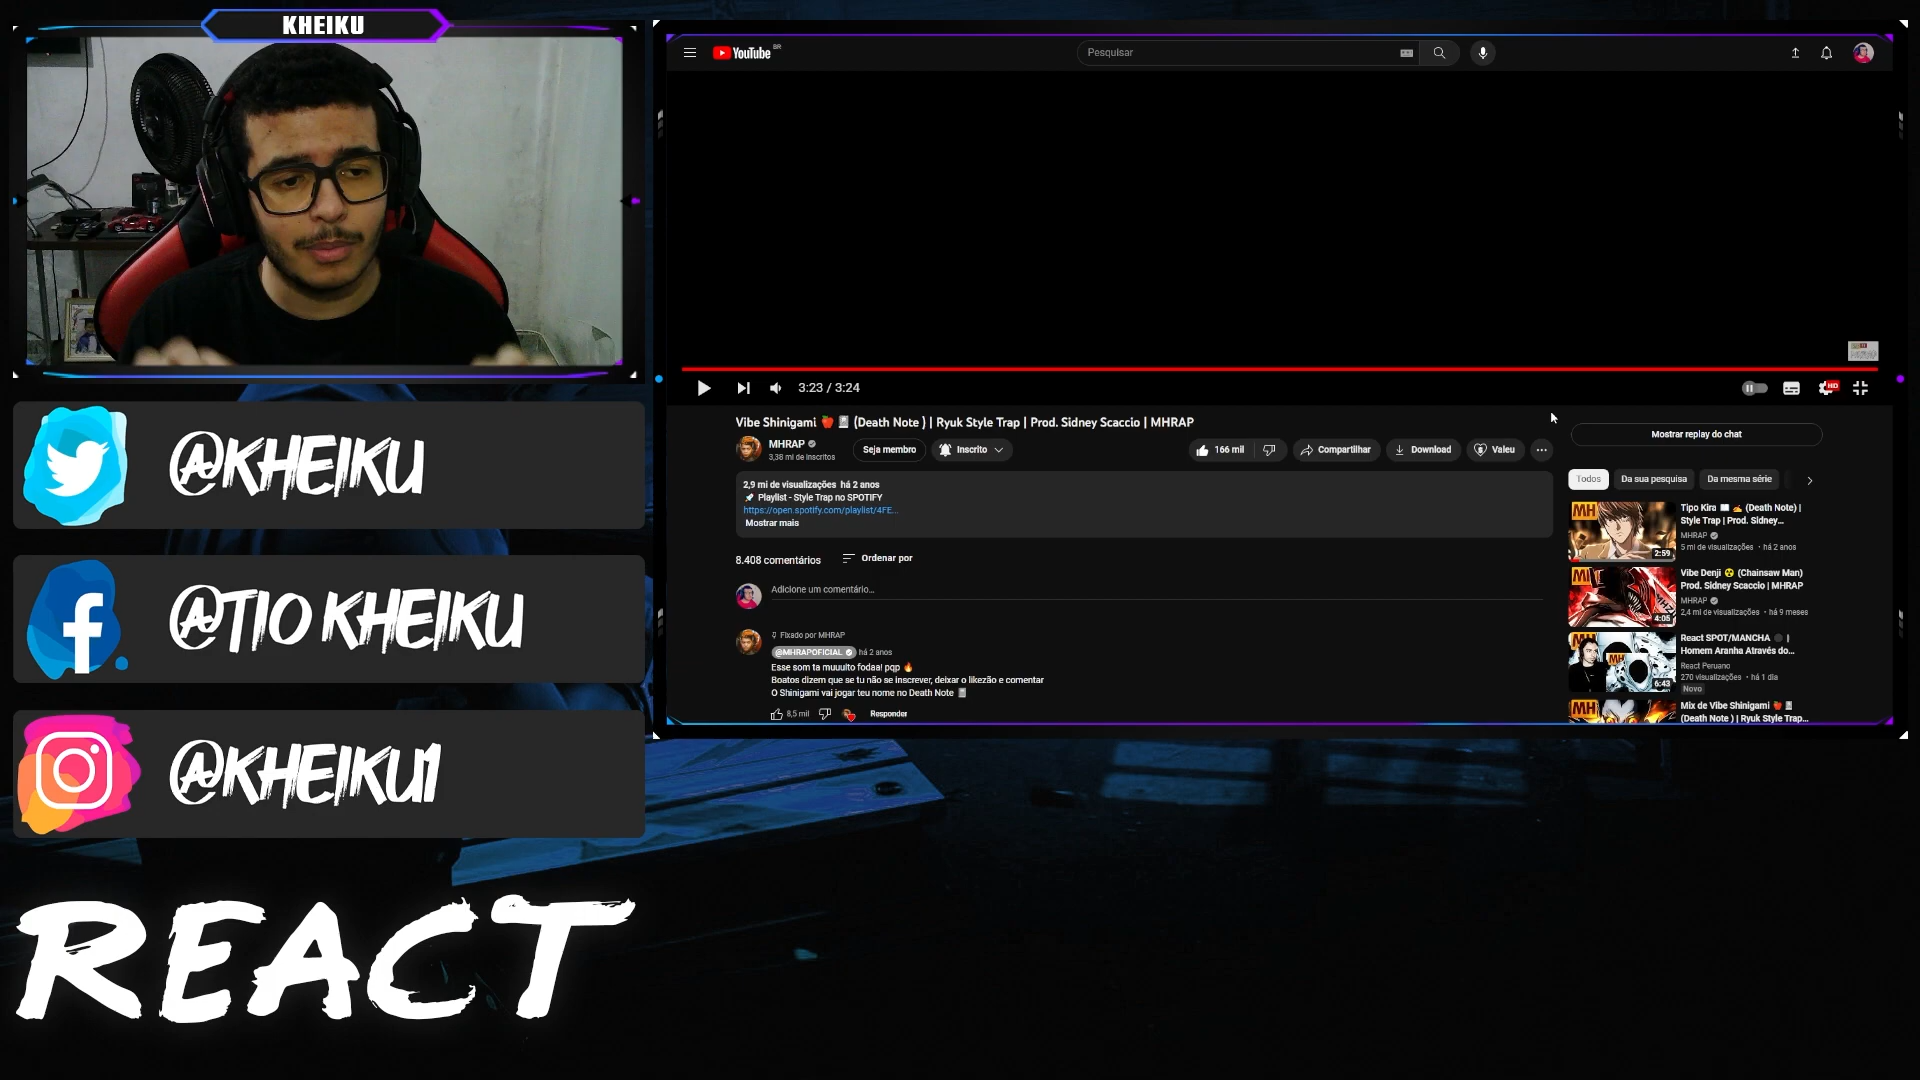 KHEIKU
@KHEIKU
@TIO KHEIKU
@KHEIKU1
REACT
YouTube BR
Pesquisar
3:23 / 3:24
HD
Vibe Shinigami 🍎 📓 (Death Note ) | Ryuk Style Trap | Prod. Sidney Scaccio | MHRAP
MHRAP
3,38 mi de inscritos
Seja membro
Inscrito
166 mil
Compartilhar
Download
Valeu
2,9 mi de visualizações há 2 anos
🚀 Playlist - Style Trap no SPOTIFY
https://open.spotify.com/playlist/4FE...
Mostrar mais
8.408 comentários
Ordenar por
Adicione um comentário...
Fixado por MHRAP
@MHRAPOFICIAL há 2 anos
Esse som ta muuuito fodaa! pqp 🔥
Boatos dizem que se tu não se inscrever, deixar o likezão e comentar
O Shinigami vai jogar teu nome no Death Note 📓
8,5 mil
Responder
Mostrar replay do chat
Todos
Da sua pesquisa
Da mesma série
MH
2:59
Tipo Kira 📖 ✍ (Death Note) |
Style Trap | Prod. Sidney...
MHRAP
5 mi de visualizações • há 2 anos
4:05
Vibe Denji ☢ (Chainsaw Man)
Prod. Sidney Scaccio | MHRAP
MHRAP
2,4 mi de visualizações • há 9 meses
MH
6:43
React SPOT/MANCHA ⚫ |
Homem Aranha Através do...
React Peruano
270 visualizações • há 1 dia
Novo
MH
Mix de Vibe Shinigami 🍎 📓
(Death Note ) | Ryuk Style Trap...